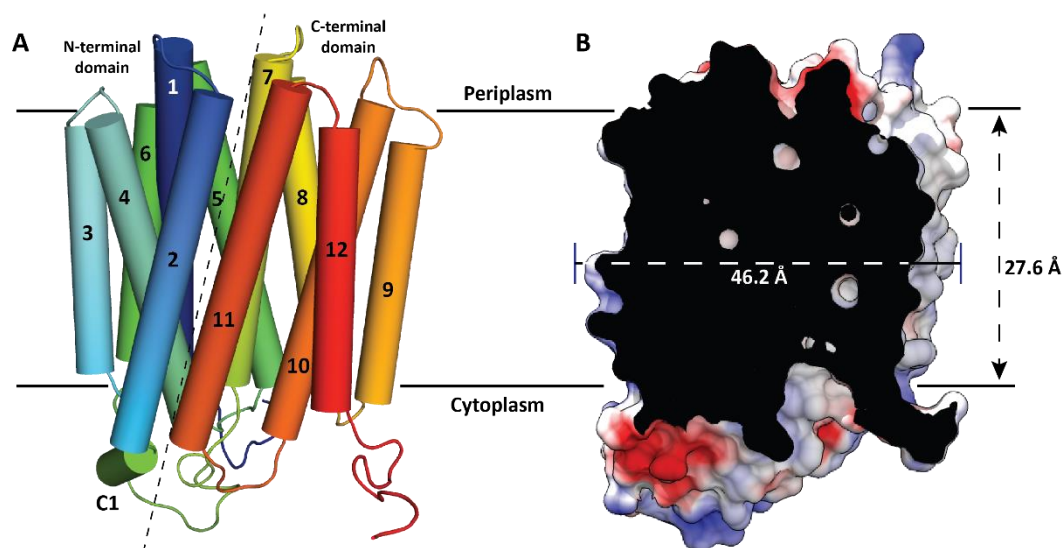 A
N-terminal
domain
C-terminal
domain
1
7
6
5
4
8
3
2
12
9
11
10
C1
Periplasm
Cytoplasm
B
46.2 Å
27.6 Å